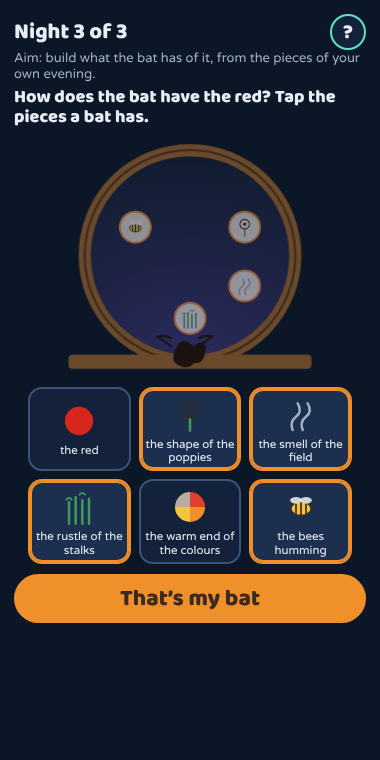 Night 3 of 3
?
Aim: build what the bat has of it, from the pieces of your
own evening.
How does the bat have the red? Tap the
pieces a bat has.
the red
the shape of the
poppies
the smell of the
field
the rustle of the
stalks
the warm end of
the colours
the bees
humming
That's my bat